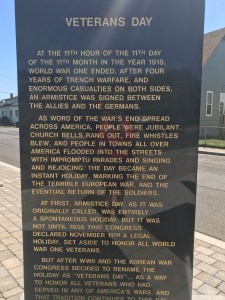 VETERANS DAY
AT THE 11TH HOUR OF THE 11TH DAY
OF THE 11TH MONTH IN THE YEAR 1918,
WORLD WAR ONE ENDED. AFTER FOUR
YEARS OF TRENCH WARFARE, AND
ENORMOUS CASUALTIES ON BOTH SIDES,
AN ARMISTICE WAS SIGNED BETWEEN
THE ALLIES AND THE GERMANS.
AS WORD OF THE WAR'S END SPREAD
ACROSS AMERICA, PEOPLE WERE JUBILANT.
CHURCH BELLS RANG OUT, FIRE WHISTLES
BLEW, AND PEOPLE IN TOWNS ALL OVER
AMERICA FLOODED INTO THE STREETS
WITH IMPROMPTU PARADES AND SINGING
AND REJOICING. THE DAY BECAME AN
INSTANT HOLIDAY, MARKING THE END OF
THE TERRIBLE EUROPEAN WAR, AND THE
EVENTUAL RETURN OF THE SOLDIERS.
AT FIRST, ARMISTICE DAY, AS IT WAS
ORIGINALLY CALLED, WAS ENTIRELY
A SPONTANEOUS HOLIDAY, BUT IT WAS
NOT UNTIL 1938 THAT CONGRESS
DECLARED NOVEMBER 11TH A LEGAL
HOLIDAY, SET ASIDE TO HONOR ALL WORLD
WAR ONE VETERANS.
BUT AFTER WWII AND THE KOREAN WAR
CONGRESS DECIDED TO RENAME THE
HOLIDAY AS "VETERANS DAY"... AS A WAY
TO HONOR ALL VETERANS WHO HAD
SERVED IN ANY OF AMERICA'S WARS, AND
THAT TRADITION CONTINUES TO THIS DAY